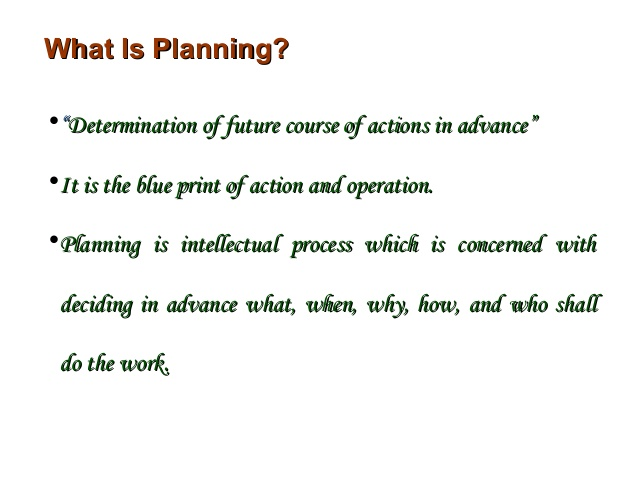 What Is Planning?
• “Determination of future course of actions in advance”
• It is the blue print of action and operation.
• Planning is intellectual process which is concerned with
deciding in advance what, when, why, how, and who shall
do the work.